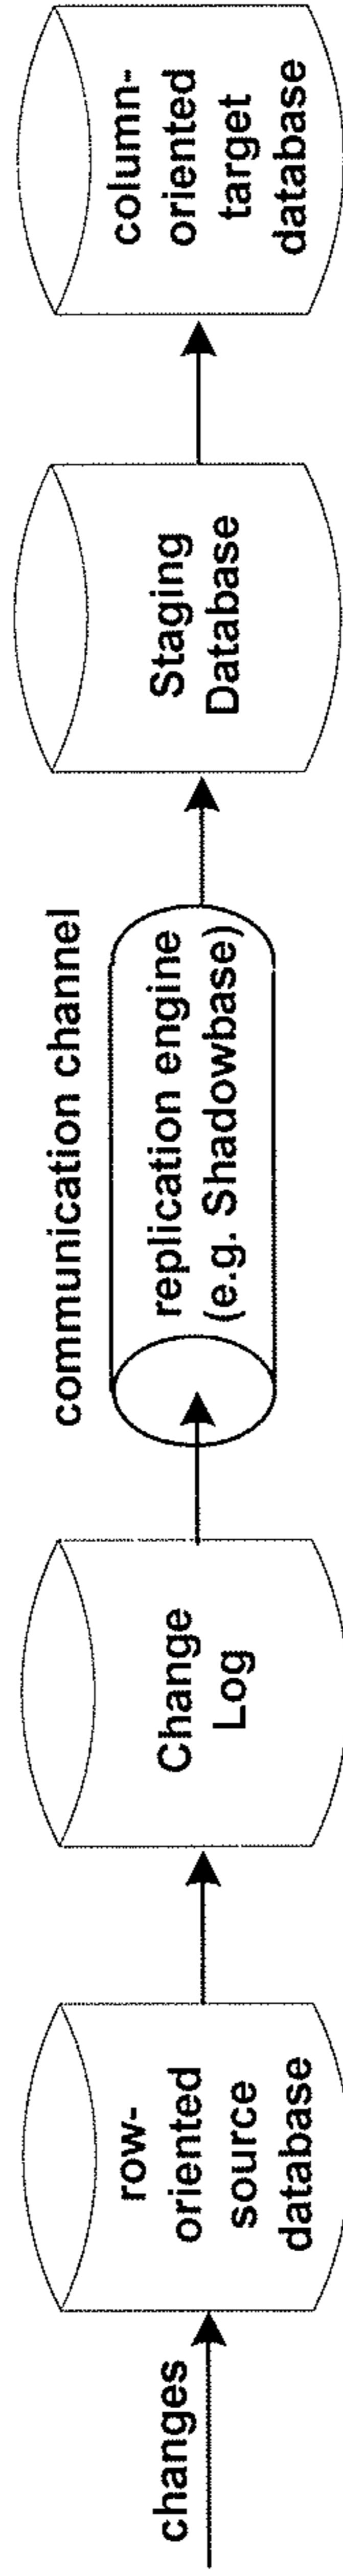 changes
row-
oriented
source
database
Change
Log
communication channel
replication engine
(e.g. Shadowbase)
Staging
Database
column-
oriented
target
database